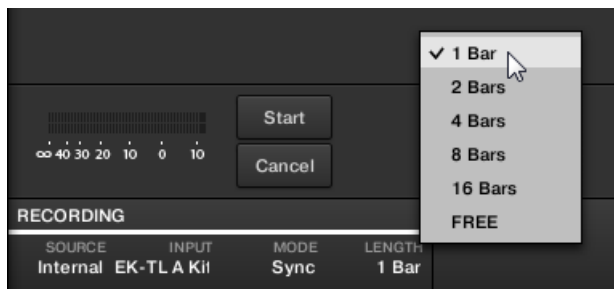 ✓ 1 Bar
2 Bars
4 Bars
8 Bars
16 Bars
FREE
Start
Cancel
∞ 40 30 20 10 0 10
RECORDING
SOURCE INPUT MODE LENGTH
Internal EK-TL A Kit Sync 1 Bar